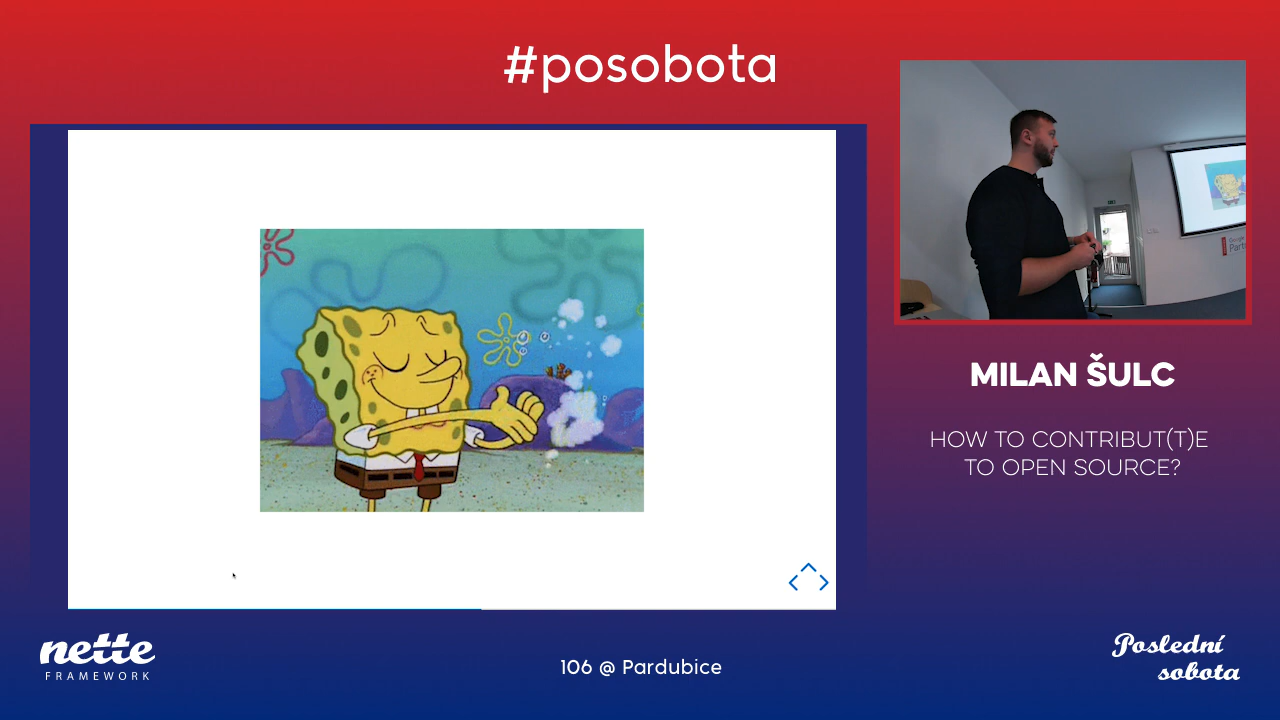 #posobota
MILAN ŠULC
HOW TO CONTRIBUT(T)E
TO OPEN SOURCE?
nette
FRAMEWORK
106 @ Pardubice
Poslední
sobota